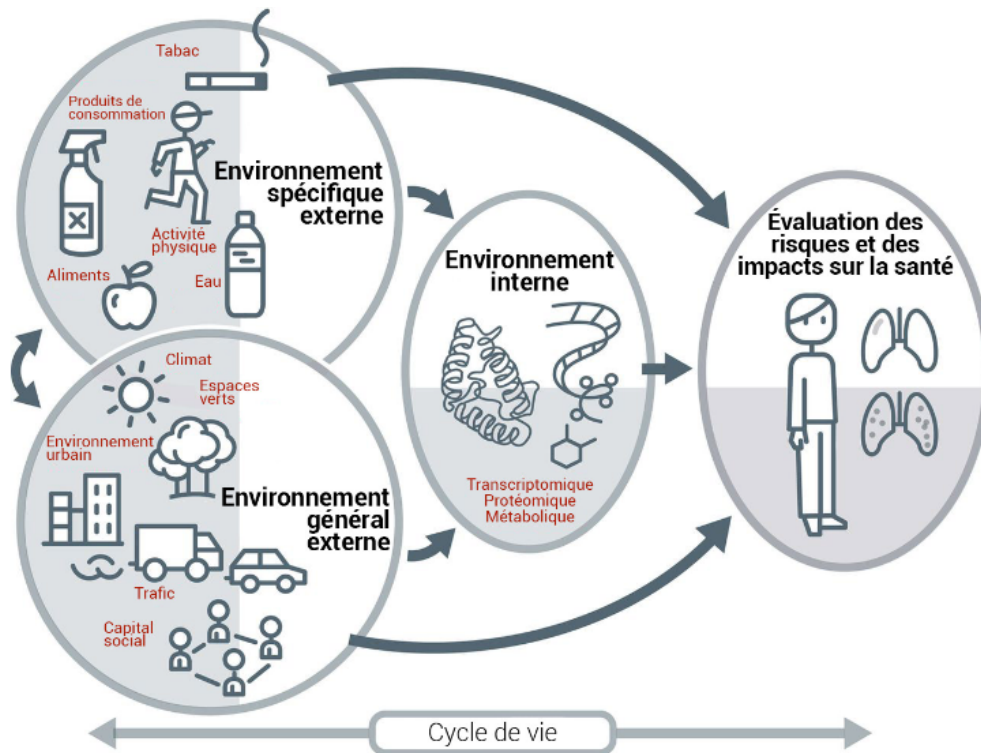 Tabac
Produits de
consommation
Environnement
spécifique
externe
Activité
physique
Aliments
Eau
Climat
Espaces
verts
Environnement
urbain
Environnement
général
externe
Trafic
Capital
social
Environnement
interne
Transcriptomique
Protéomique
Métabolique
Évaluation des
risques et des
impacts sur la santé
Cycle de vie